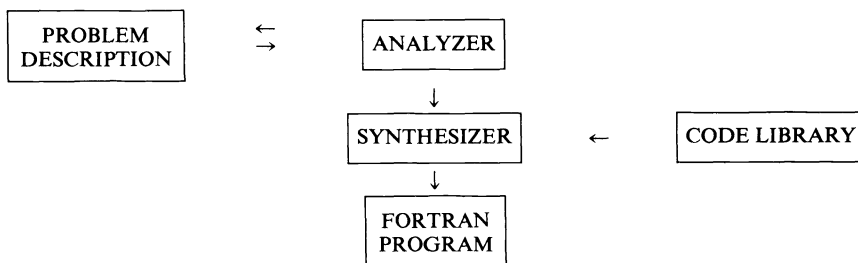 PROBLEM
DESCRIPTION
ANALYZER
SYNTHESIZER
CODE LIBRARY
FORTRAN
PROGRAM